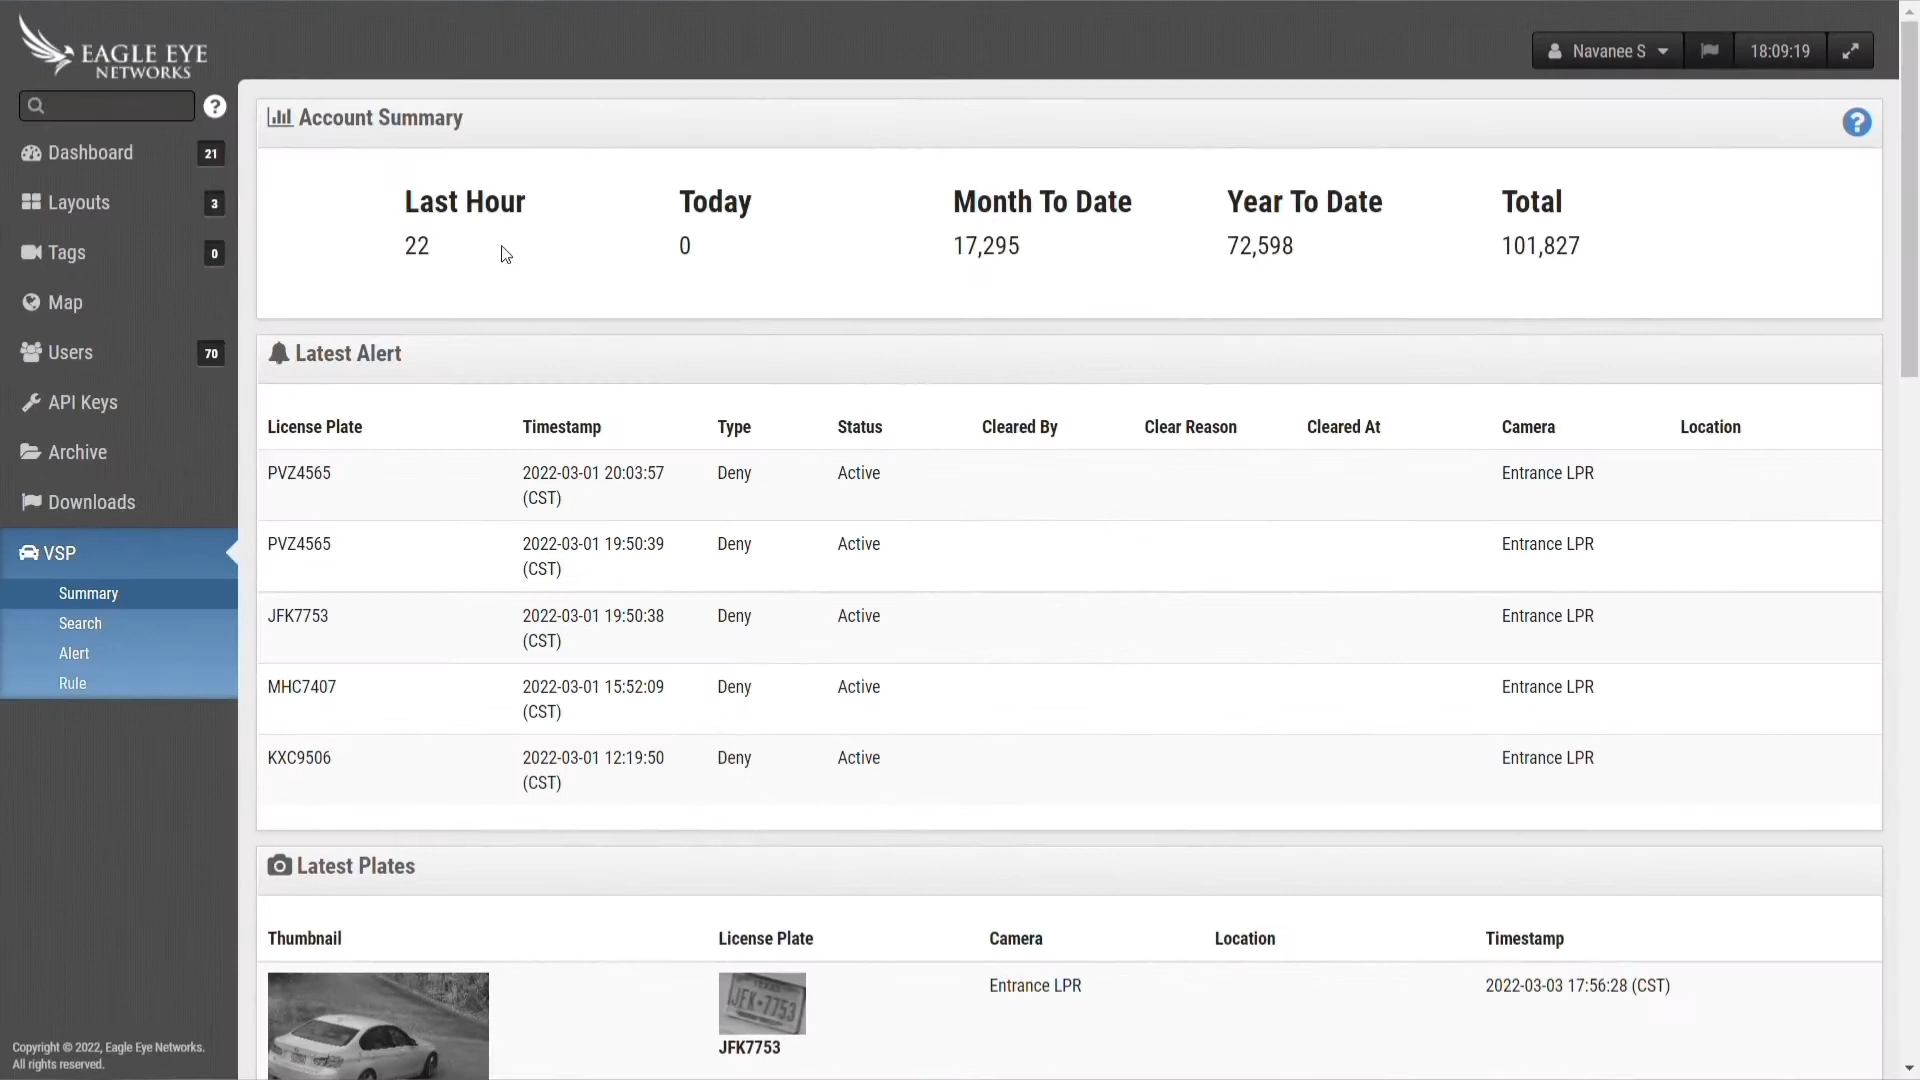 EAGLE EYE
NETWORKS
Navanee S
18:09:19
?
Dashboard 21
Layouts 3
Tags 0
Map
Users 70
API Keys
Archive
Downloads
VSP
Summary
Search
Alert
Rule
Copyright © 2022, Eagle Eye Networks.
All rights reserved.
Account Summary
?
Last Hour Today Month To Date Year To Date Total
22 0 17,295 72,598 101,827
Latest Alert
License Plate Timestamp Type Status Cleared By Clear Reason Cleared At Camera Location
PVZ4565 2022-03-01 20:03:57 Deny Active Entrance LPR
(CST)
PVZ4565 2022-03-01 19:50:39 Deny Active Entrance LPR
(CST)
JFK7753 2022-03-01 19:50:38 Deny Active Entrance LPR
(CST)
MHC7407 2022-03-01 15:52:09 Deny Active Entrance LPR
(CST)
KXC9506 2022-03-01 12:19:50 Deny Active Entrance LPR
(CST)
Latest Plates
Thumbnail License Plate Camera Location Timestamp
TEXAS
JFK•7753
Entrance LPR 2022-03-03 17:56:28 (CST)
JFK7753